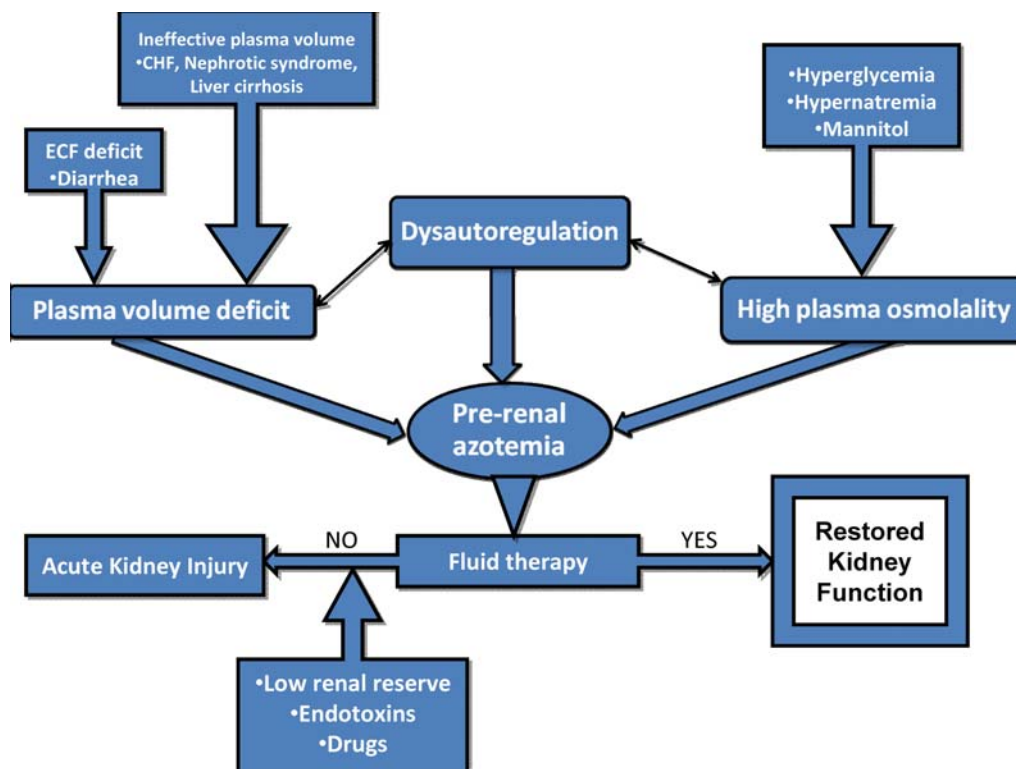 Ineffective plasma volume
•CHF, Nephrotic syndrome,
Liver cirrhosis
•Hyperglycemia
•Hypernatremia
•Mannitol
ECF deficit
•Diarrhea
Dysautoregulation
Plasma volume deficit
High plasma osmolality
Pre-renal
azotemia
NO
YES
Acute Kidney Injury
Fluid therapy
Restored
Kidney
Function
•Low renal reserve
•Endotoxins
•Drugs